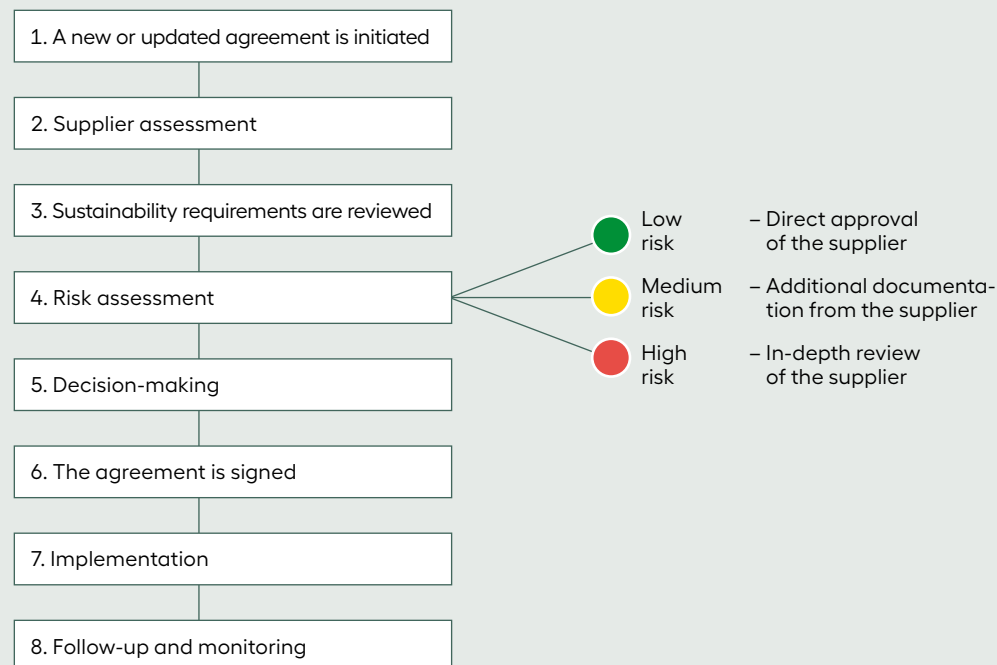 1. A new or updated agreement is initiated
2. Supplier assessment
3. Sustainability requirements are reviewed
4. Risk assessment
Low
risk
– Direct approval
of the supplier
Medium
risk
– Additional documenta-
tion from the supplier
High
risk
– In-depth review
of the supplier
5. Decision-making
6. The agreement is signed
7. Implementation
8. Follow-up and monitoring